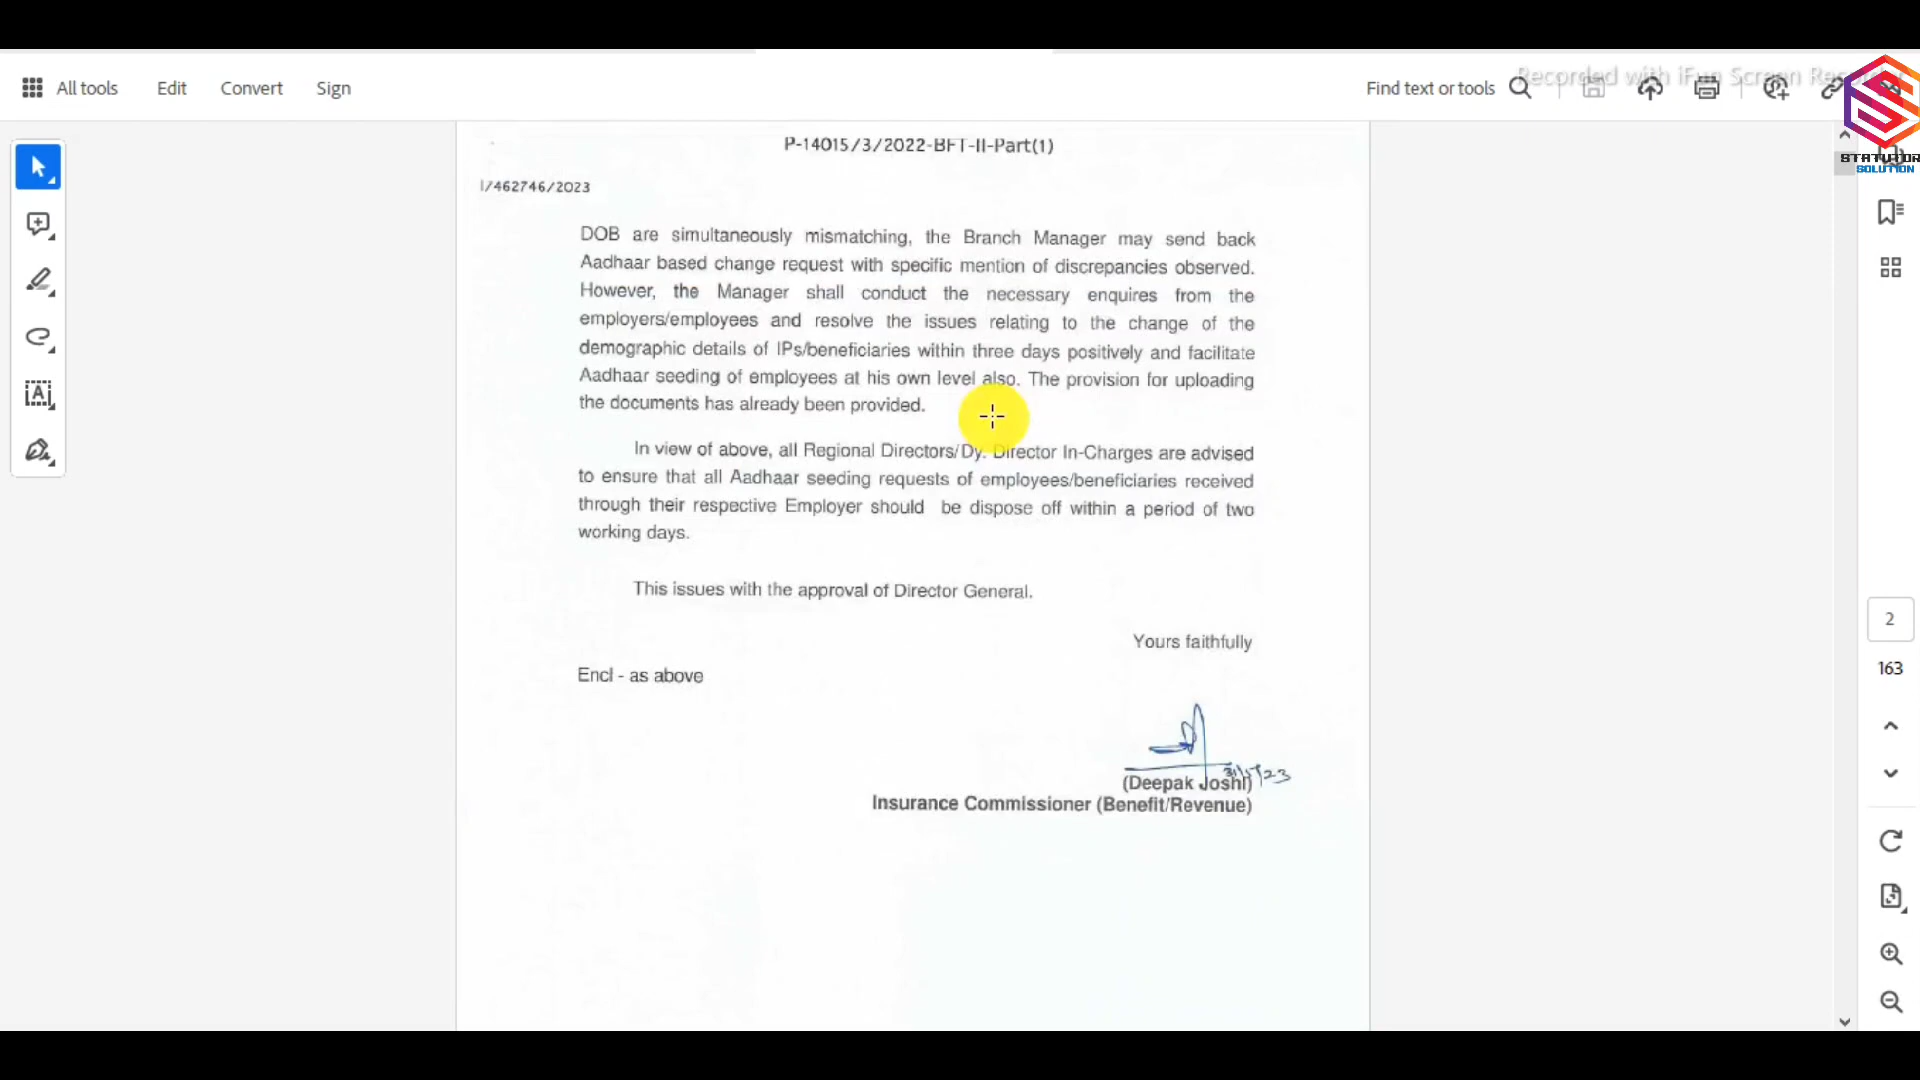 All tools Edit Convert Sign
Find text or tools
Recorded with iFun Screen
STATUTOR
SOLUTION
P-14015/3/2022-BFT-II-Part(1)
I/462746/2023
DOB are simultaneously mismatching, the Branch Manager may send back
Aadhaar based change request with specific mention of discrepancies observed.
However, the Manager shall conduct the necessary enquires from the
employers/employees and resolve the issues relating to the change of the
demographic details of IPs/beneficiaries within three days positively and facilitate
Aadhaar seeding of employees at his own level also. The provision for uploading
the documents has already been provided.
In view of above, all Regional Directors/Dy. Director In-Charges are advised
to ensure that all Aadhaar seeding requests of employees/beneficiaries received
through their respective Employer should be dispose off within a period of two
working days.
This issues with the approval of Director General.
Yours faithfully
Encl - as above
(Deepak Joshi)
Insurance Commissioner (Benefit/Revenue)
2
163